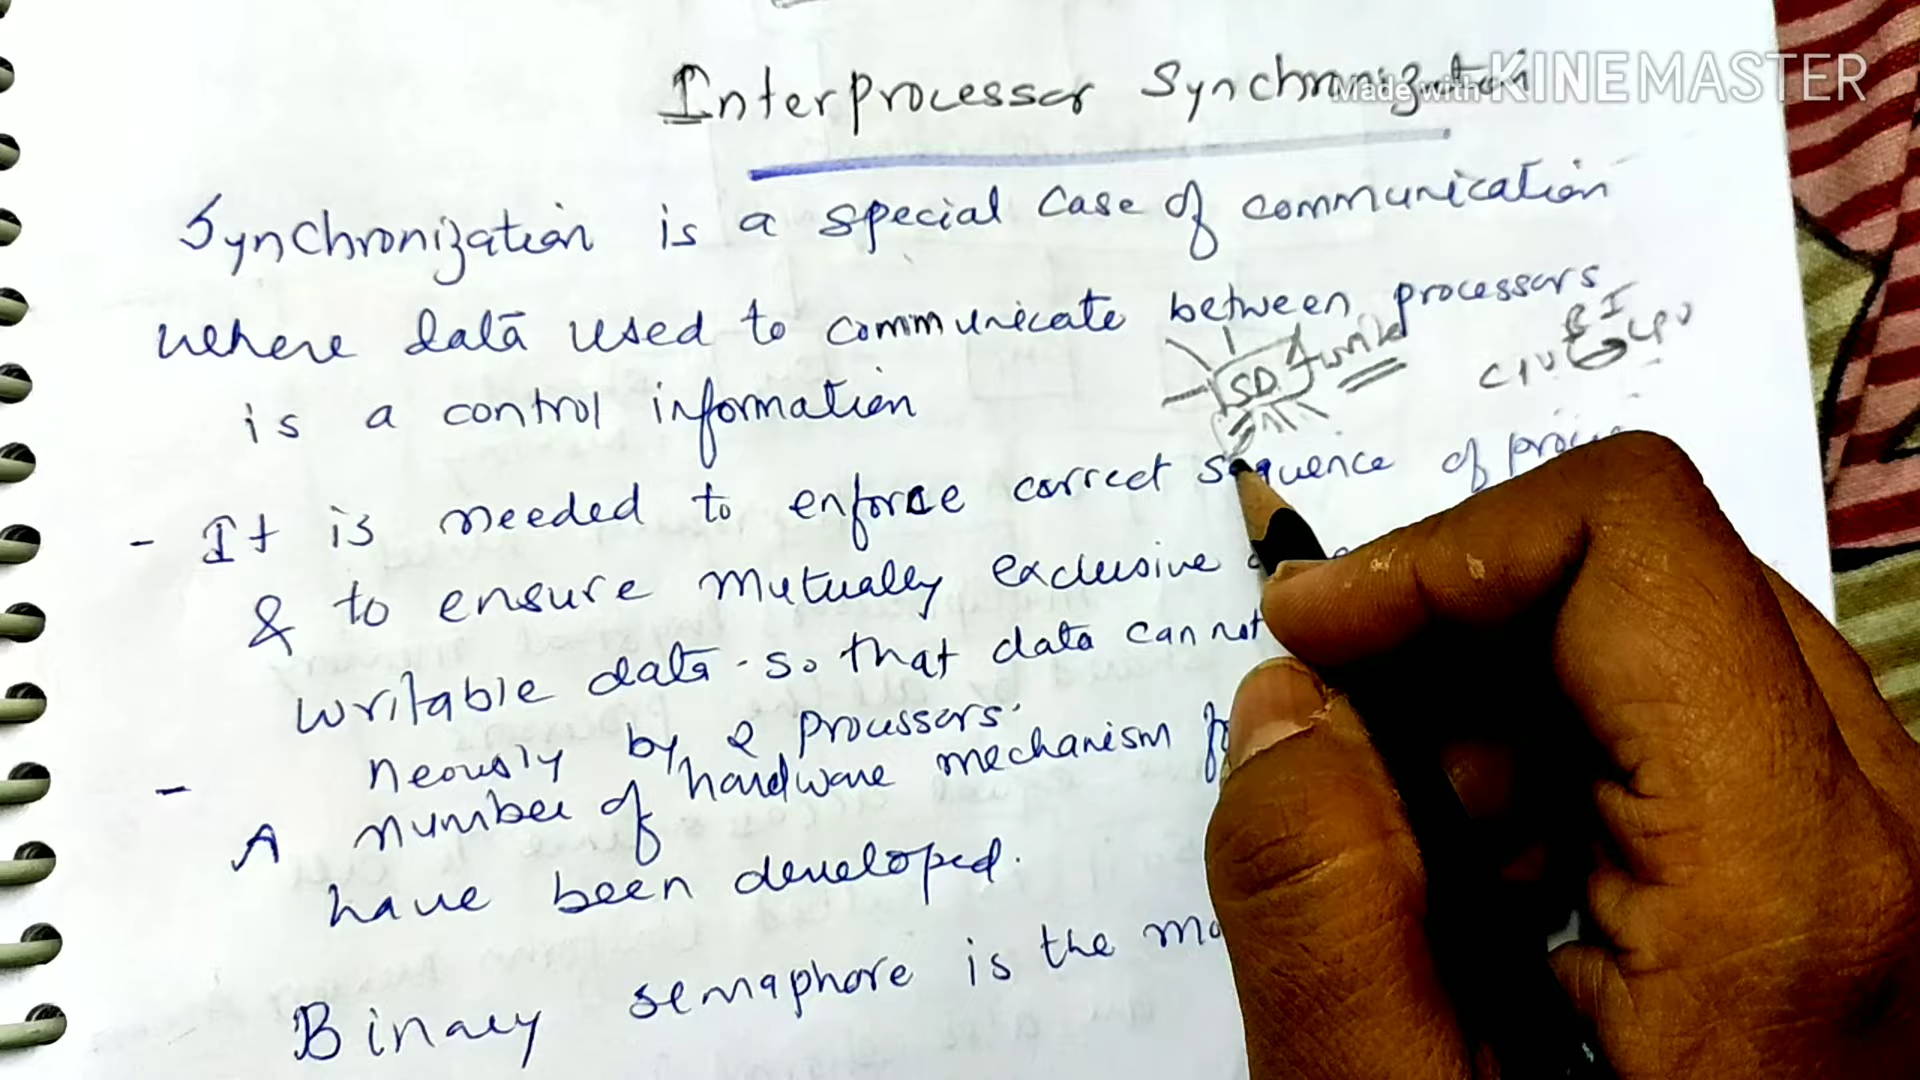 Interprocessor Synchronization
Made with KINEMASTER
Synchronization is a special case of communication
where data used to communicate between processors
is a control information
SD
CPU
- It is needed to enforce correct sequence of
& to ensure mutually exclusive
writable data. so that data can not
neously by 2 processors.
- A number of hardware mechanism
have been developed.
Binary semaphore is the